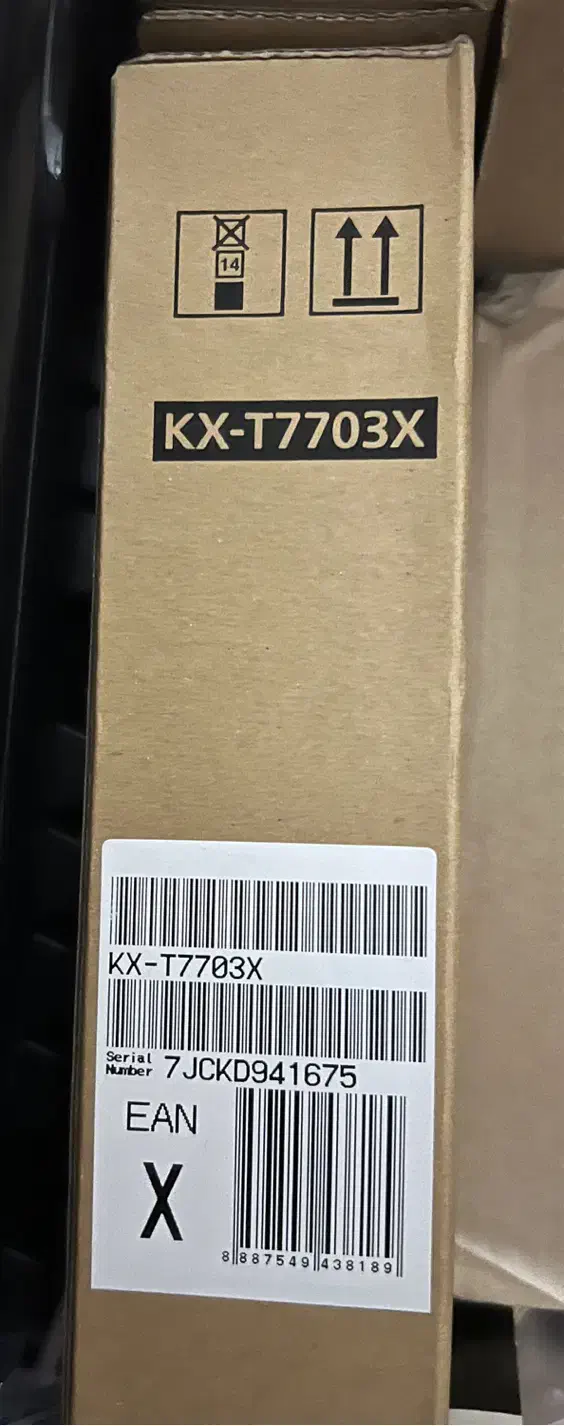 14
KX-T7703X
KX-T7703X
Serial Number 7JCKD941675
EAN
X
8 887549 438189